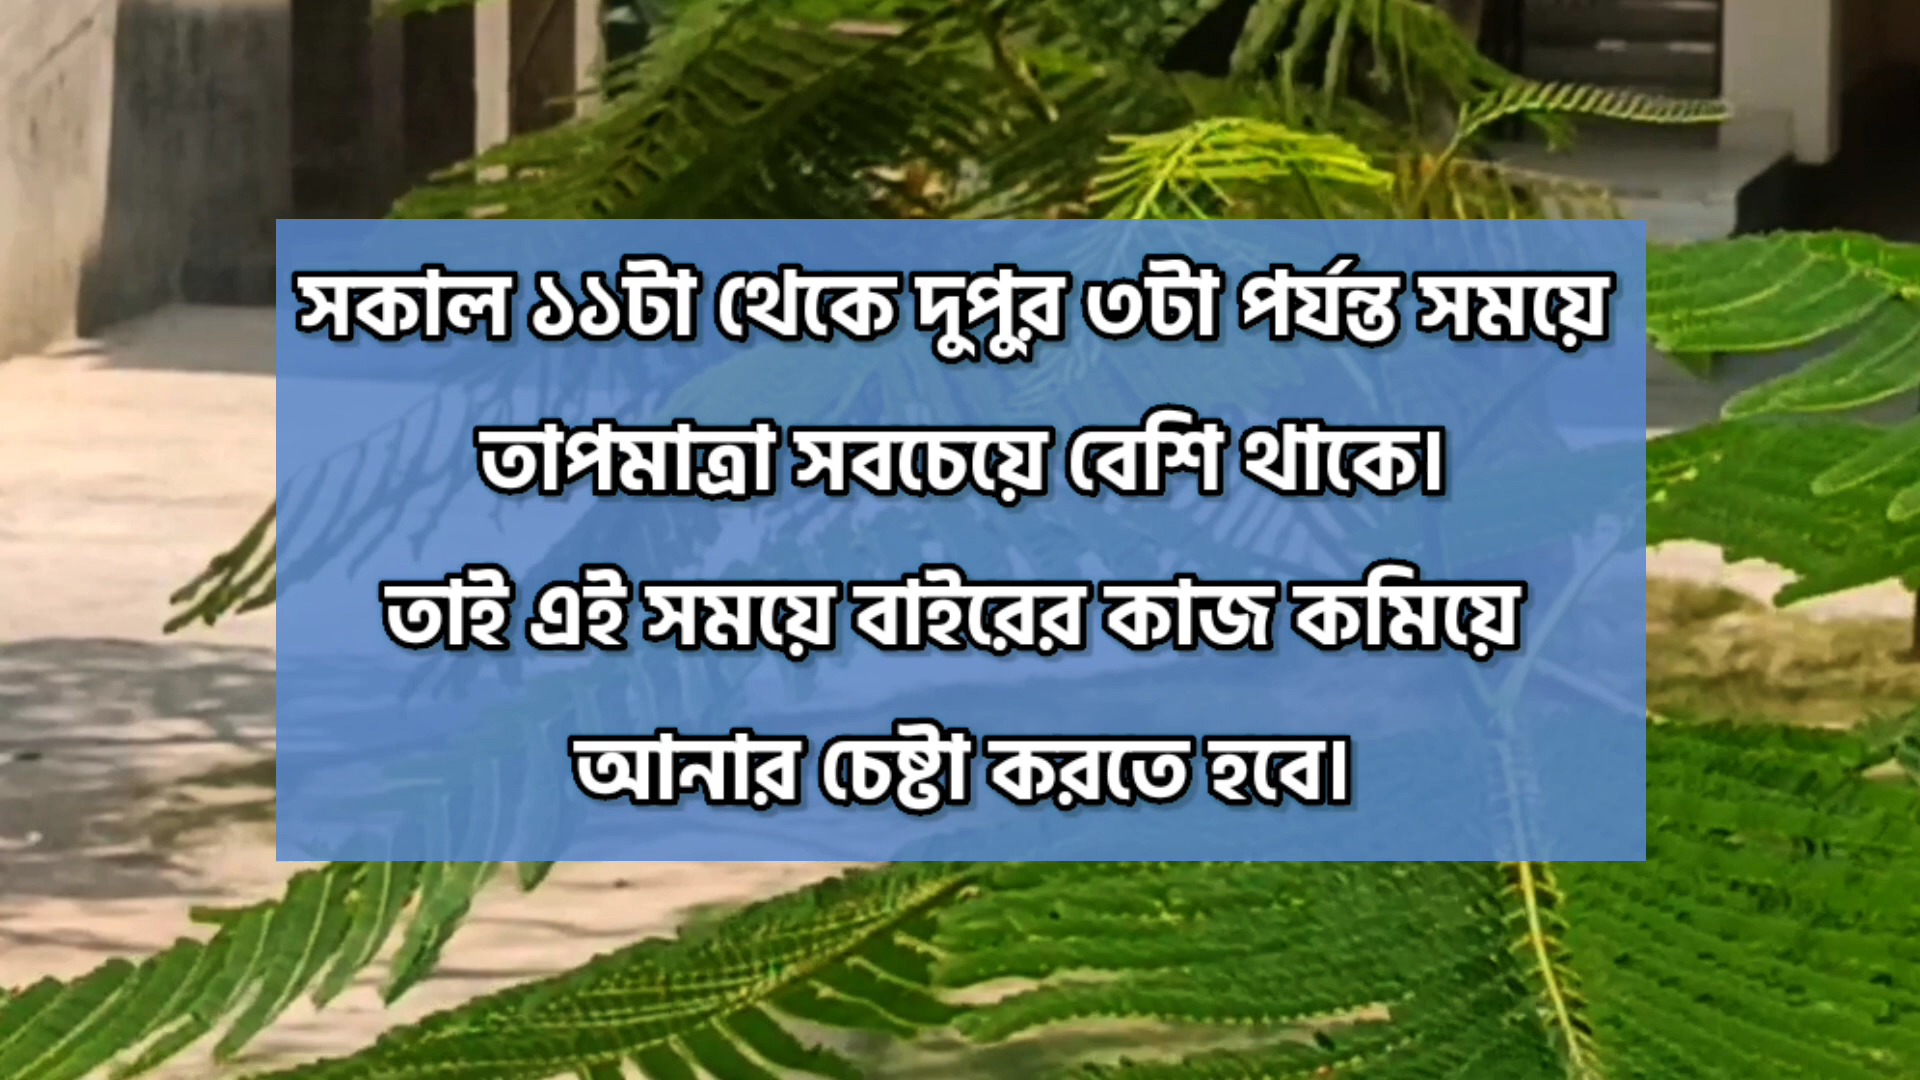 সকাল ১১টা থেকে দুপুর ৩টা পর্যন্ত সময়ে
তাপমাত্রা সবচেয়ে বেশি থাকে।
তাই এই সময়ে বাইরের কাজ কমিয়ে
আনার চেষ্টা করতে হবে।